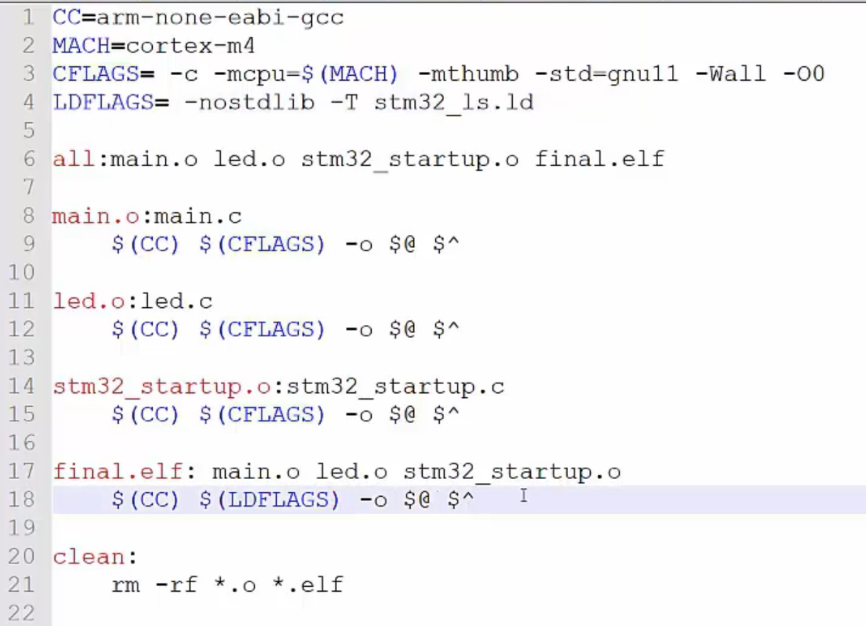 1 CC=arm-none-eabi-gcc
2 MACH=cortex-m4
3 CFLAGS= -c -mcpu=$(MACH) -mthumb -std=gnu11 -Wall -O0
4 LDFLAGS= -nostdlib -T stm32_ls.ld
5
6 all:main.o led.o stm32_startup.o final.elf
7
8 main.o:main.c
9 $(CC) $(CFLAGS) -o $@ $^
10
11 led.o:led.c
12 $(CC) $(CFLAGS) -o $@ $^
13
14 stm32_startup.o:stm32_startup.c
15 $(CC) $(CFLAGS) -o $@ $^
16
17 final.elf: main.o led.o stm32_startup.o
18 $(CC) $(LDFLAGS) -o $@ $^
19
20 clean:
21 rm -rf *.o *.elf
22